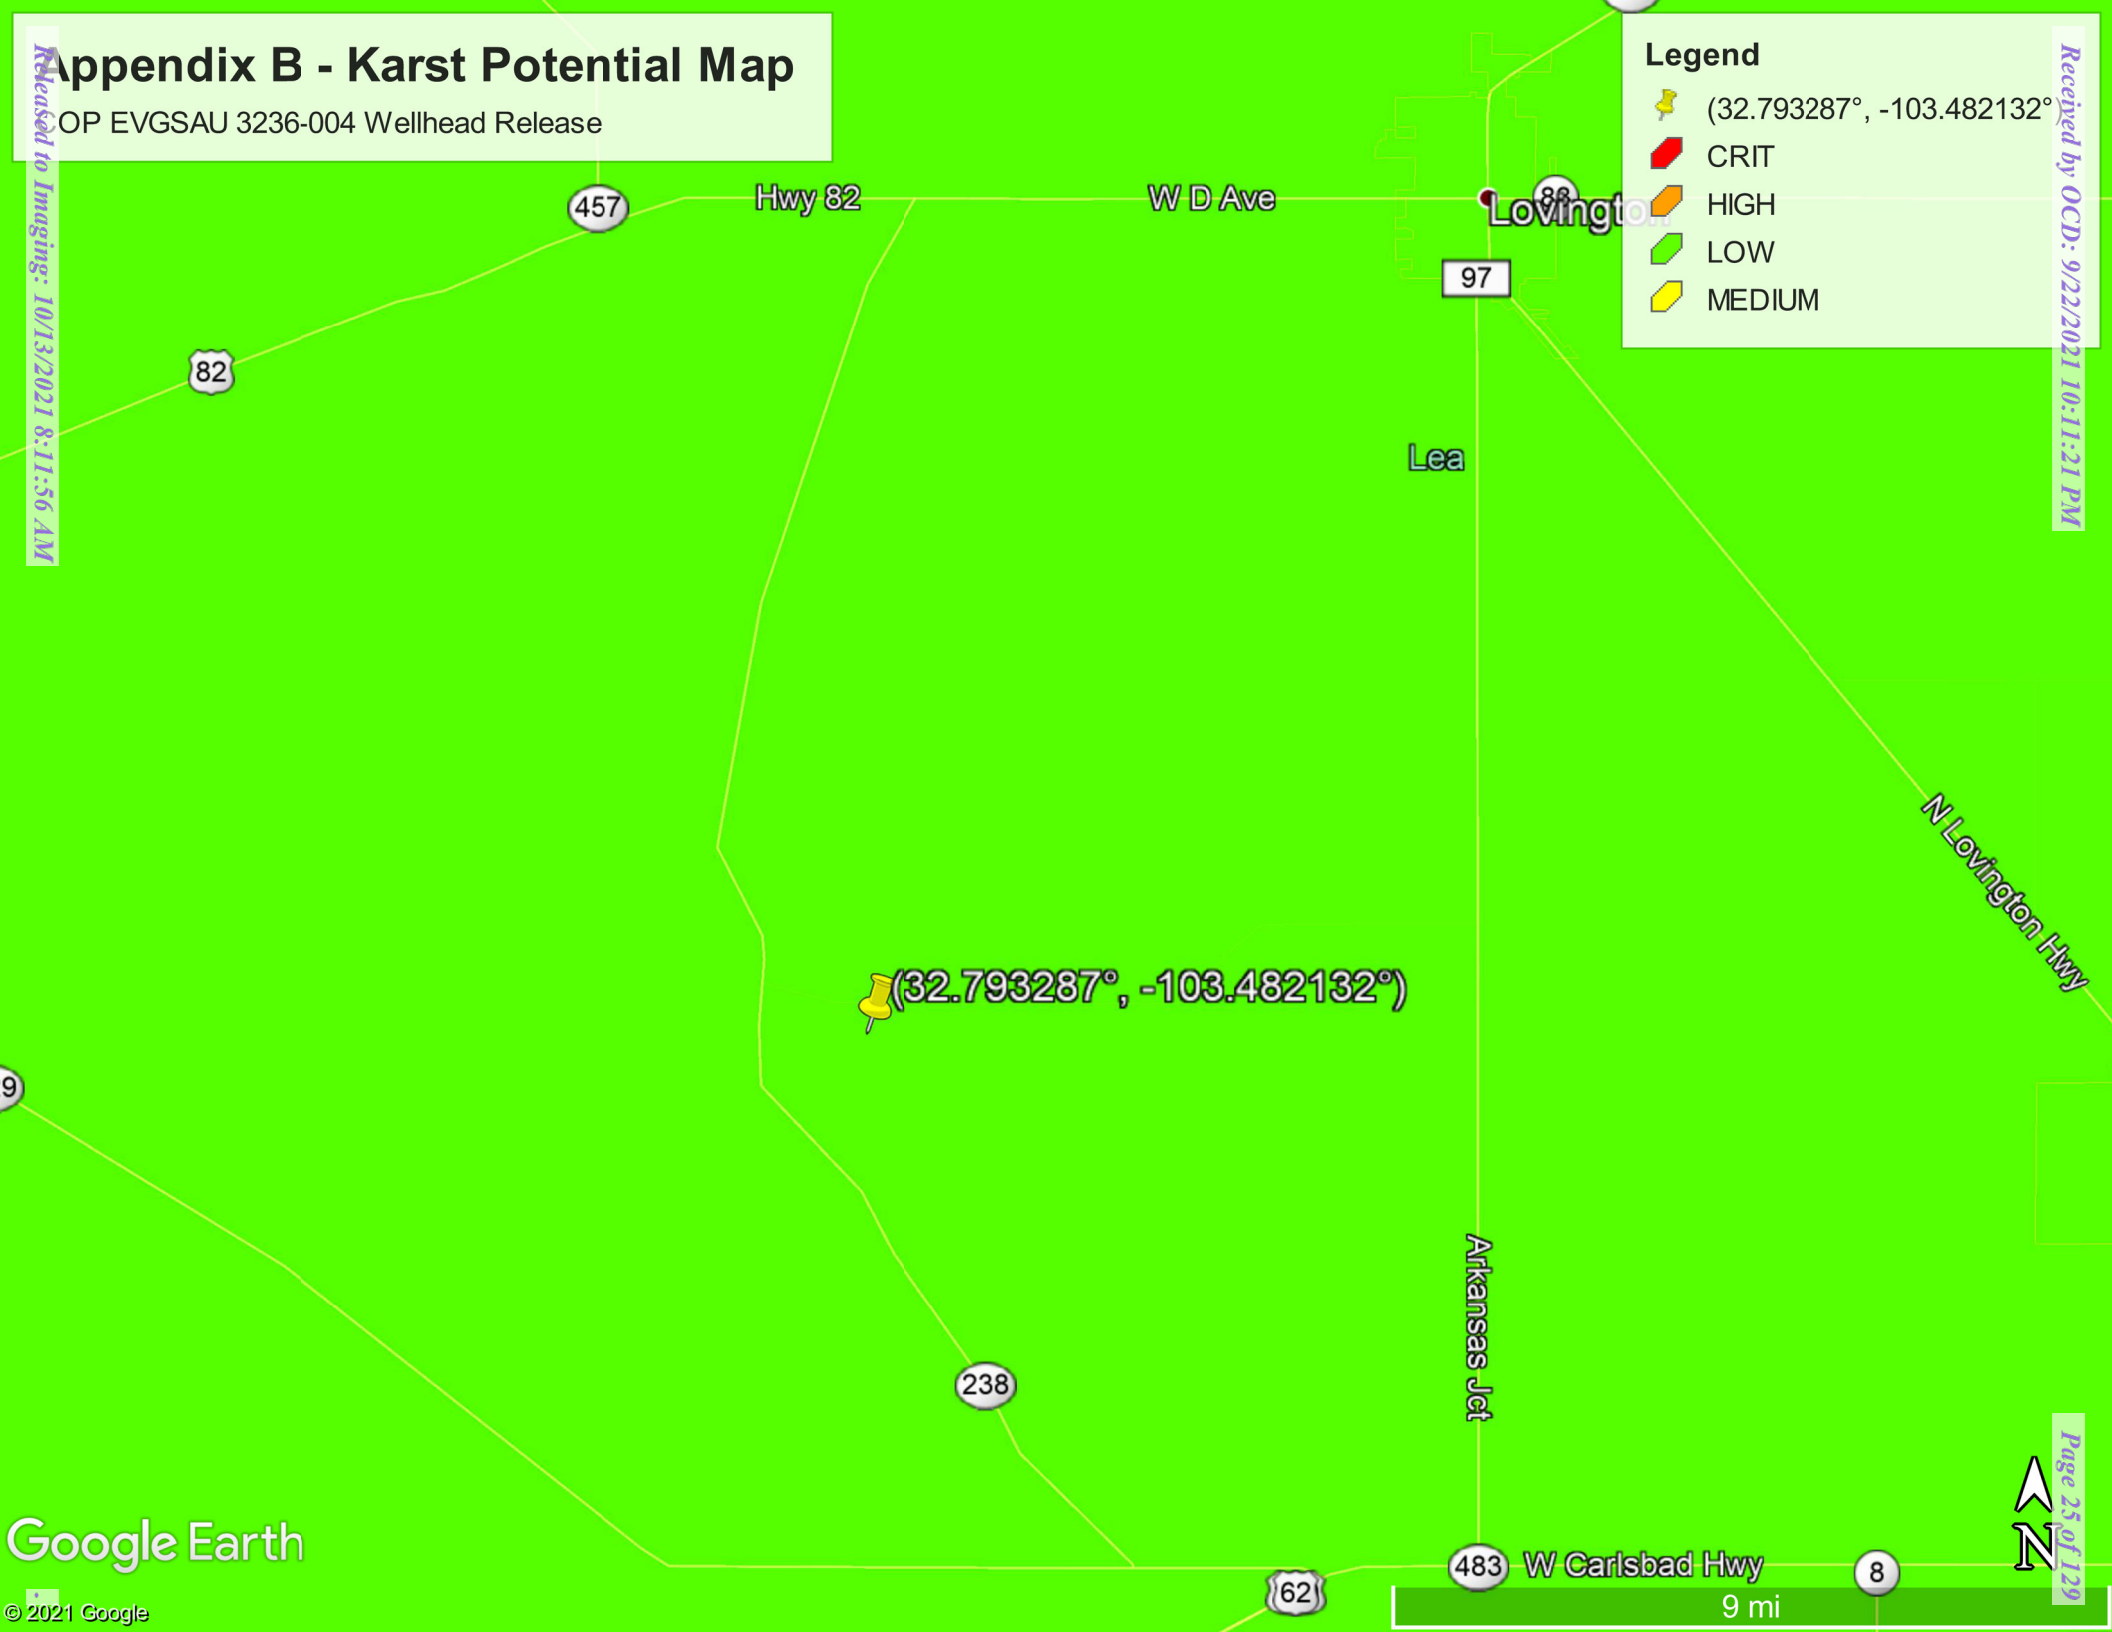 Appendix B - Karst Potential Map
COP EVGSAU 3236-004 Wellhead Release
Released to Imaging: 10/13/2021 8:11:56 AM
Received by OCD: 9/22/2021 10:11:21 PM
Legend
(32.793287°, -103.482132°)
CRIT
HIGH
LOW
MEDIUM
457
Hwy 82
W D Ave
Lovington
97
82
Lea
N Lovington Hwy
(32.793287°, -103.482132°)
9
Arkansas Jct
238
Page 25 of 129
N
Google Earth
483
W Carlsbad Hwy
8
62
9 mi
© 2021 Google